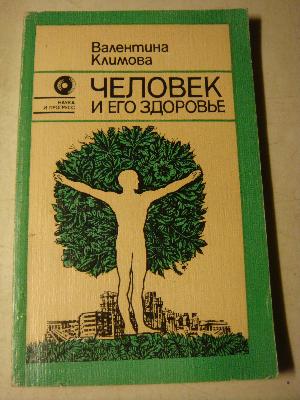 Валентина
Климова
НАУКА
И ПРОГРЕСС
ЧЕЛОВЕК
И ЕГО ЗДОРОВЬЕ